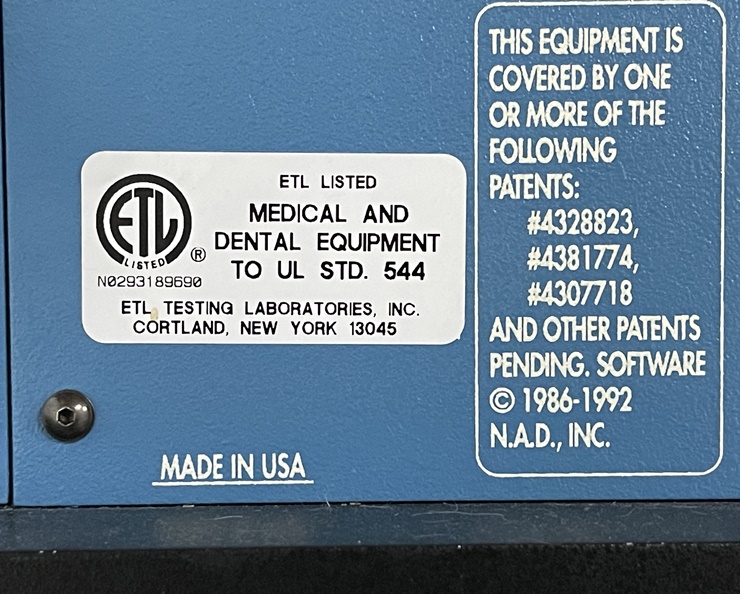 ETL
LISTED
®
N0293189690
ETL LISTED
MEDICAL AND
DENTAL EQUIPMENT
TO UL STD. 544
ETL TESTING LABORATORIES, INC.
CORTLAND, NEW YORK 13045
MADE IN USA
THIS EQUIPMENT IS
COVERED BY ONE
OR MORE OF THE
FOLLOWING
PATENTS:
#4328823,
#4381774,
#4307718
AND OTHER PATENTS
PENDING. SOFTWARE
© 1986-1992
N.A.D., INC.